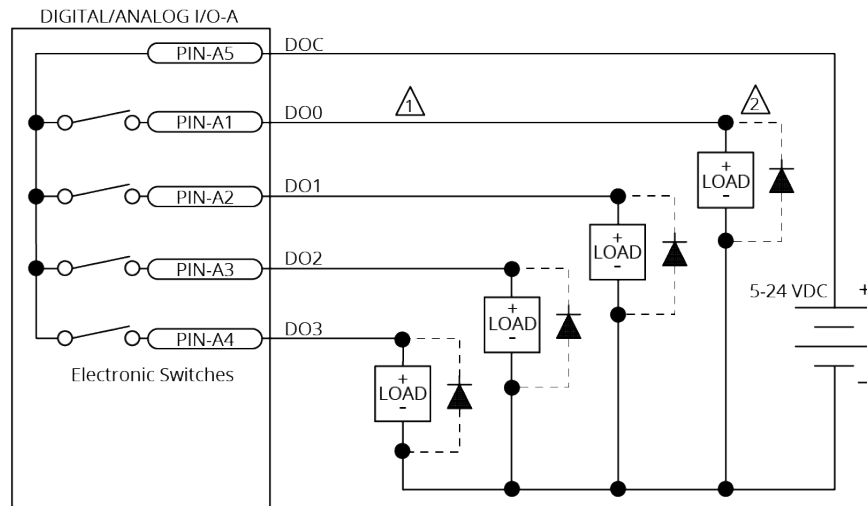 DIGITAL/ANALOG I/O-A
PIN-A5 DOC
PIN-A1 DO0 1 2
+
LOAD
-
PIN-A2 DO1
+
LOAD
-
PIN-A3 DO2
+
LOAD
-
5-24 VDC +
-
PIN-A4 DO3
+
LOAD
-
Electronic Switches